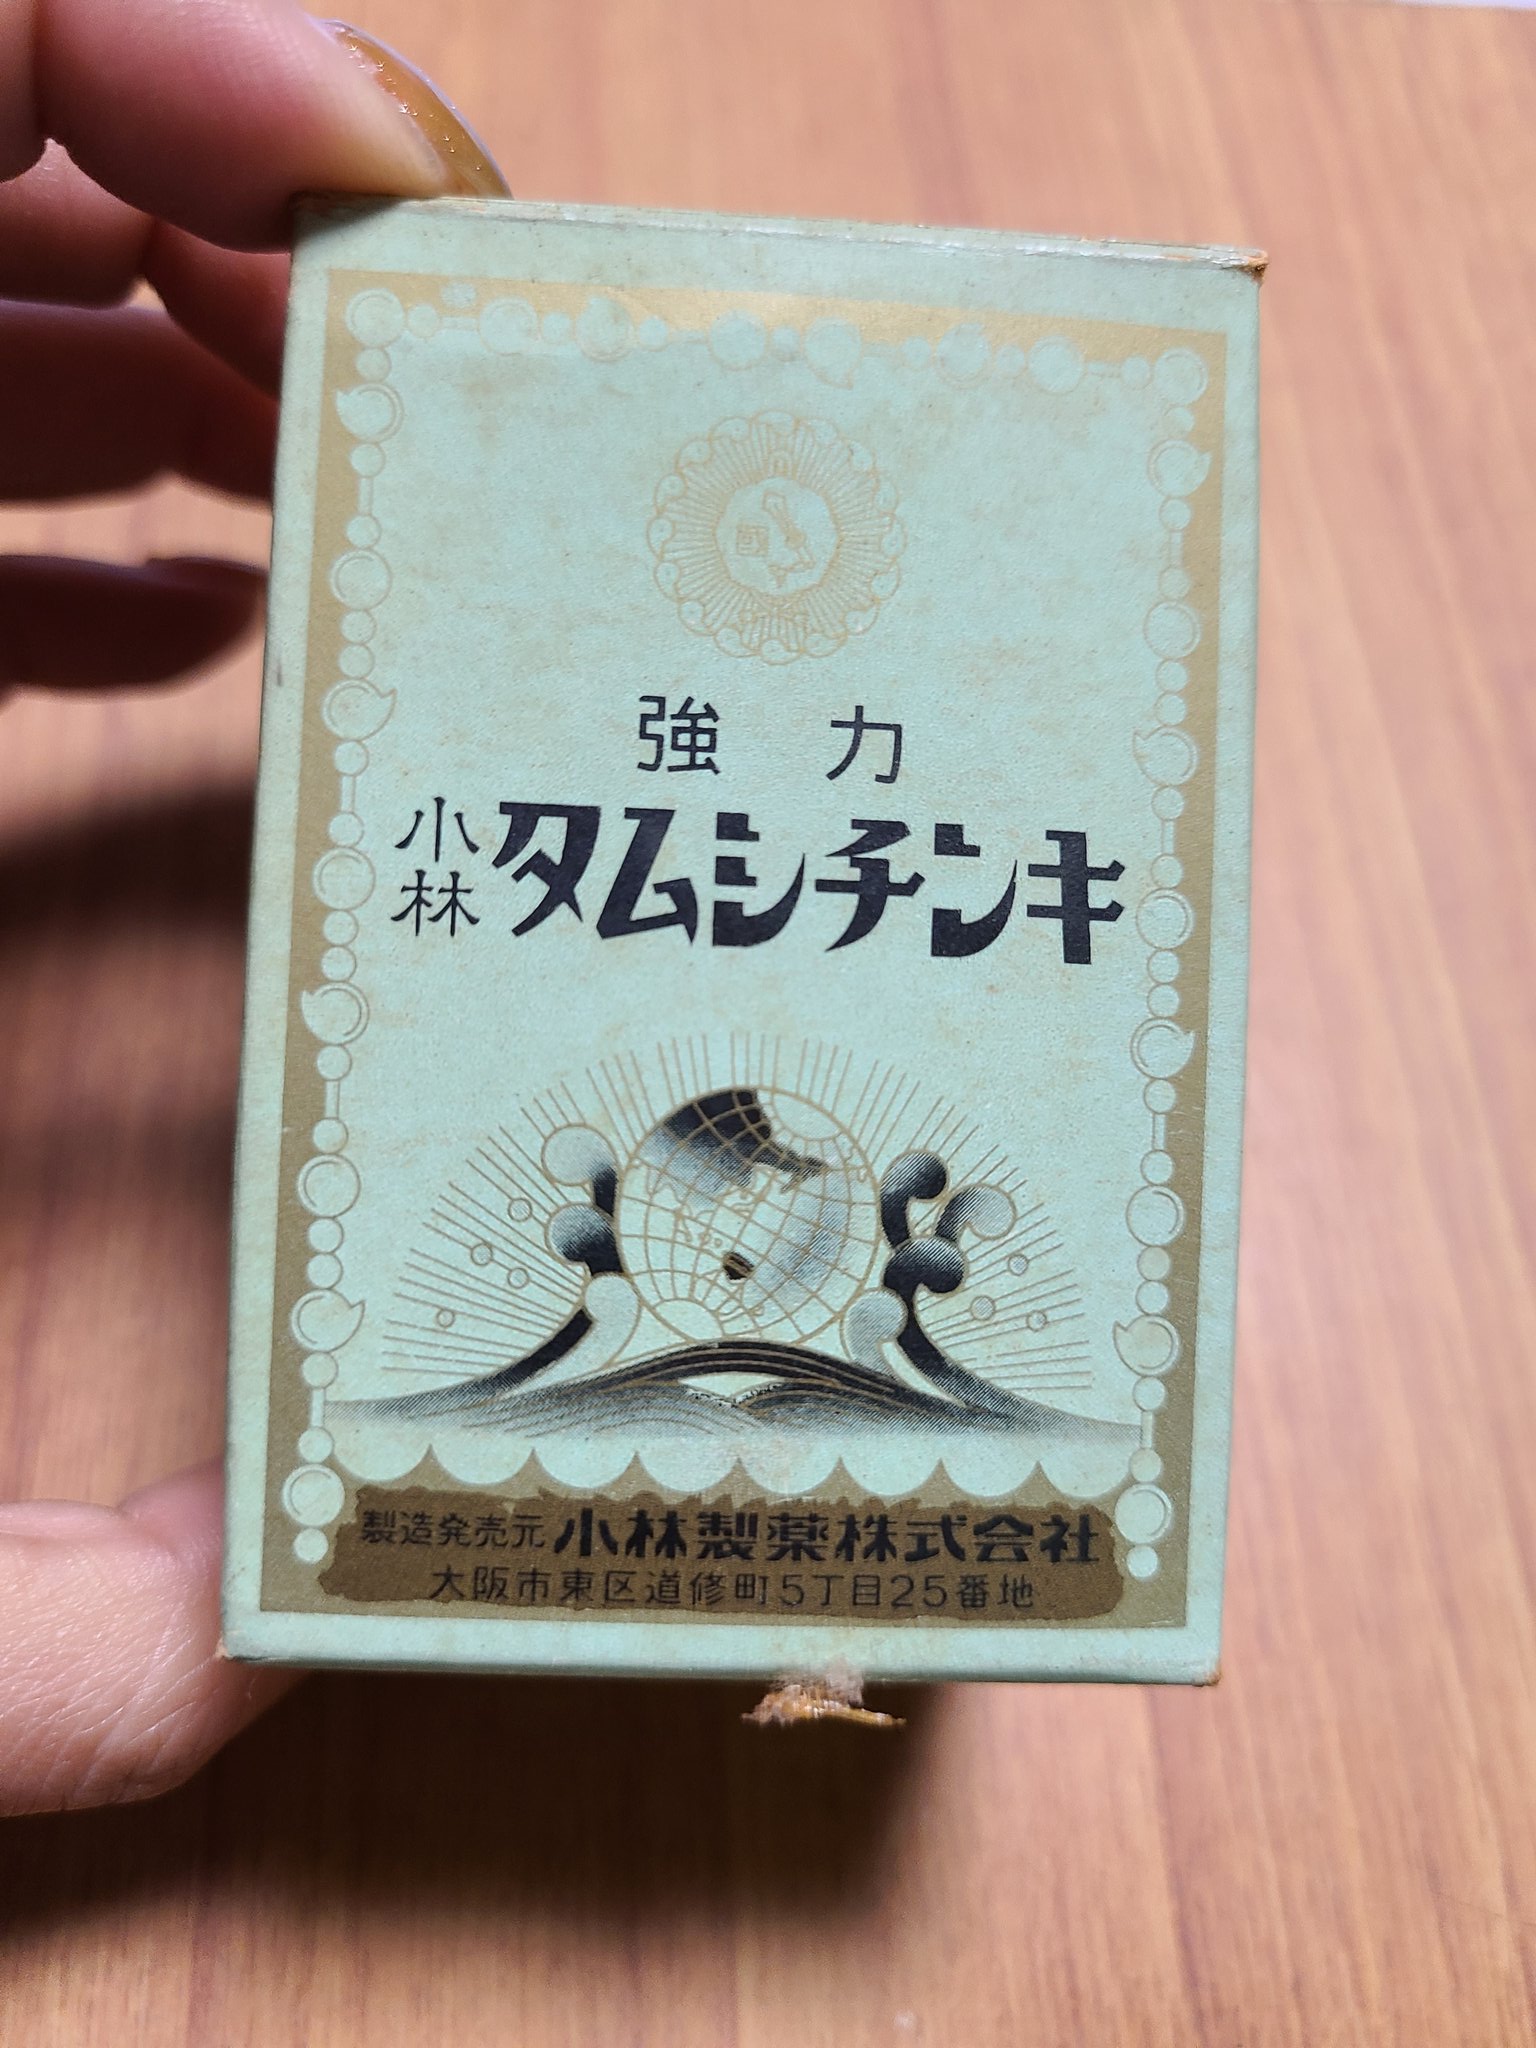 強力
小林 タムシチンキ
製造発売元 小林製薬株式会社
大阪市東区道修町5丁目25番地